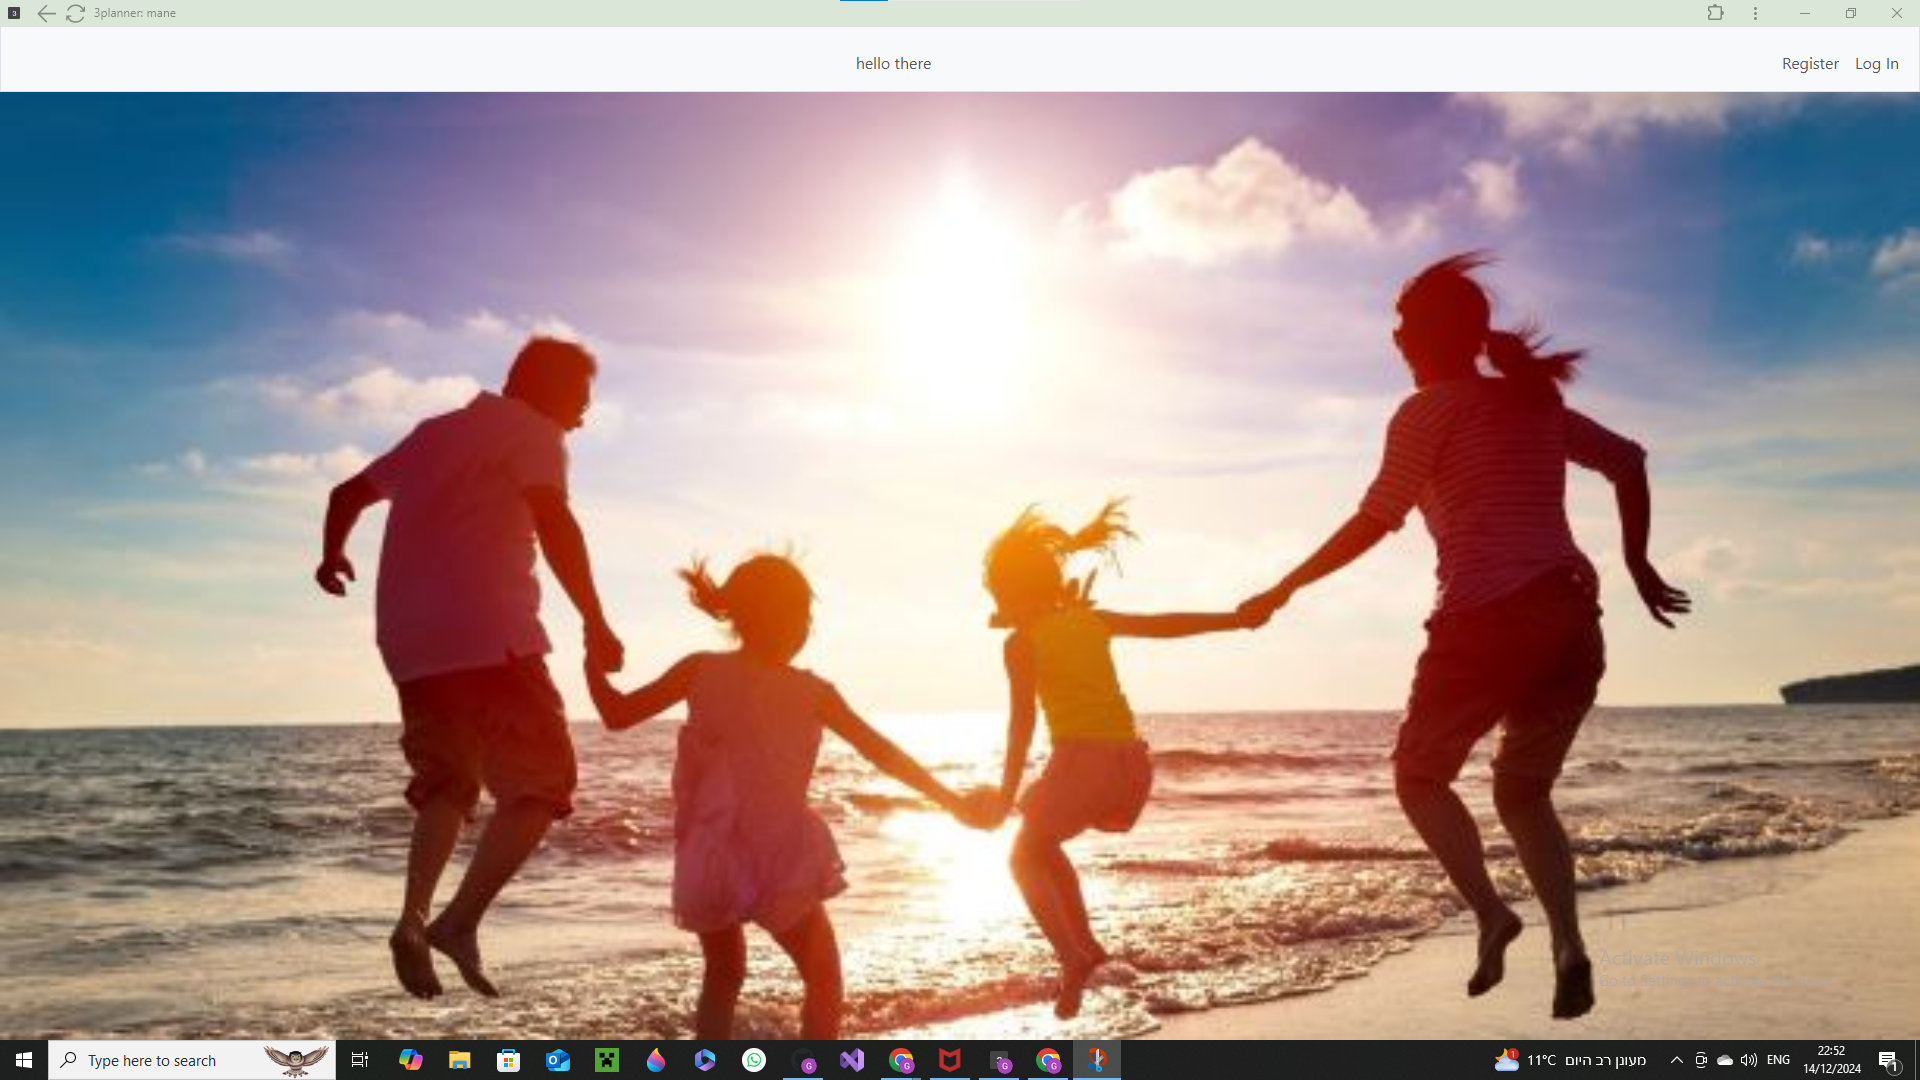 3planner: mane
hello there
Register
Log In
Activate Windows
Type here to search
11°C
מעונן רב היום
ENG
22:52
14/12/2024
1